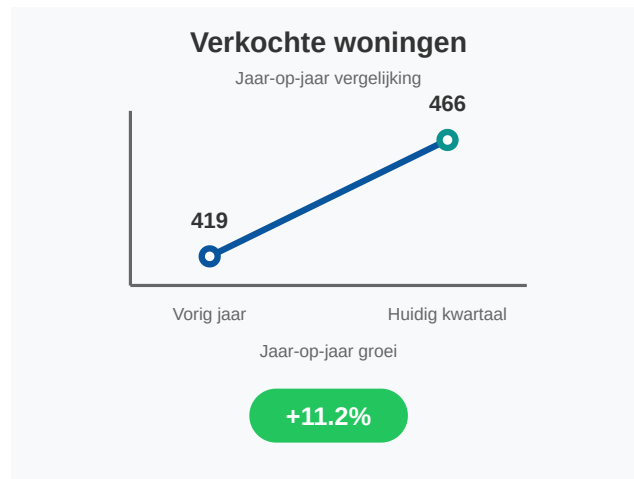 Verkochte woningen
Jaar-op-jaar vergelijking
466
419
Vorig jaar Huidig kwartaal
Jaar-op-jaar groei
+11.2%